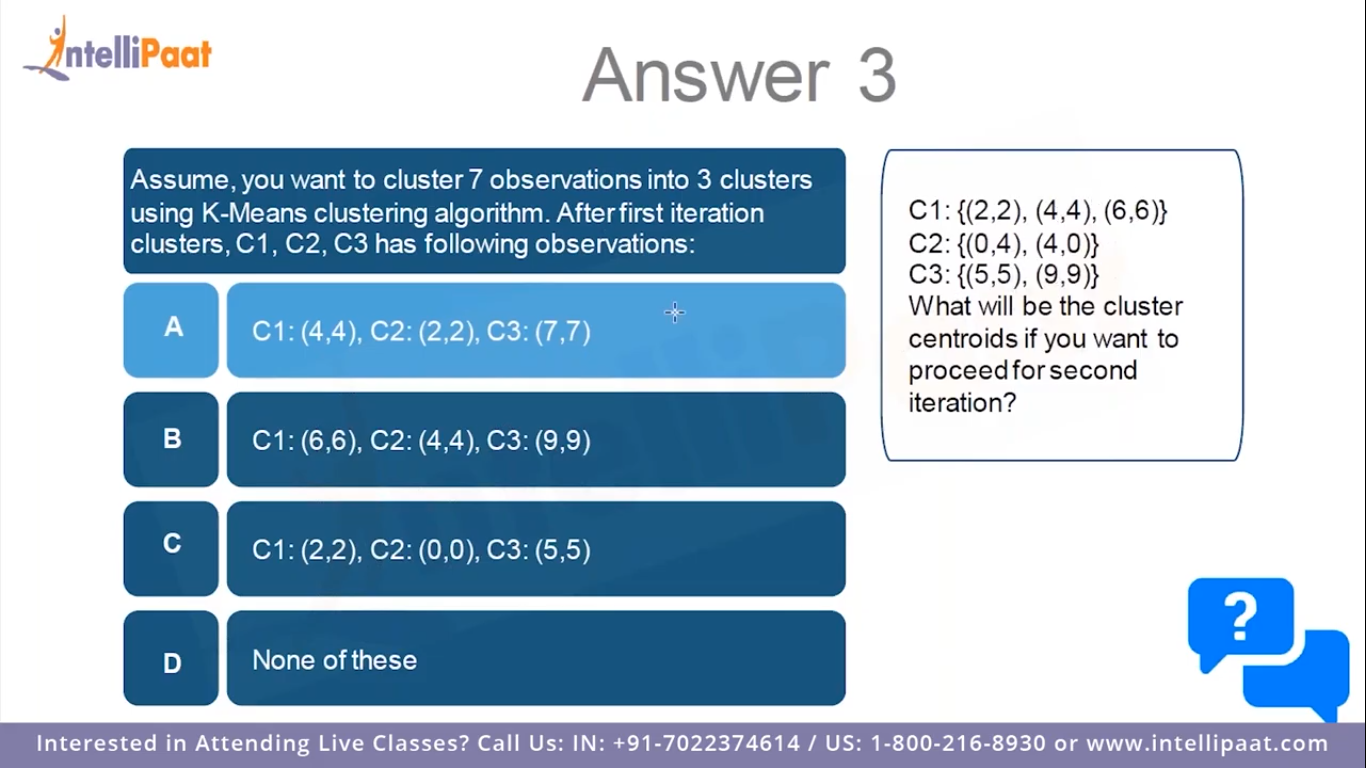 IntelliPaat
Answer 3
Assume, you want to cluster 7 observations into 3 clusters
using K-Means clustering algorithm. After first iteration
clusters, C1, C2, C3 has following observations:
C1: {(2,2), (4,4), (6,6)}
C2: {(0,4), (4,0)}
C3: {(5,5), (9,9)}
What will be the cluster
centroids if you want to
proceed for second
iteration?
A
C1: (4,4), C2: (2,2), C3: (7,7)
B
C1: (6,6), C2: (4,4), C3: (9,9)
C
C1: (2,2), C2: (0,0), C3: (5,5)
D
None of these
?
Interested in Attending Live Classes? Call Us: IN: +91-7022374614 / US: 1-800-216-8930 or www.intellipaat.com